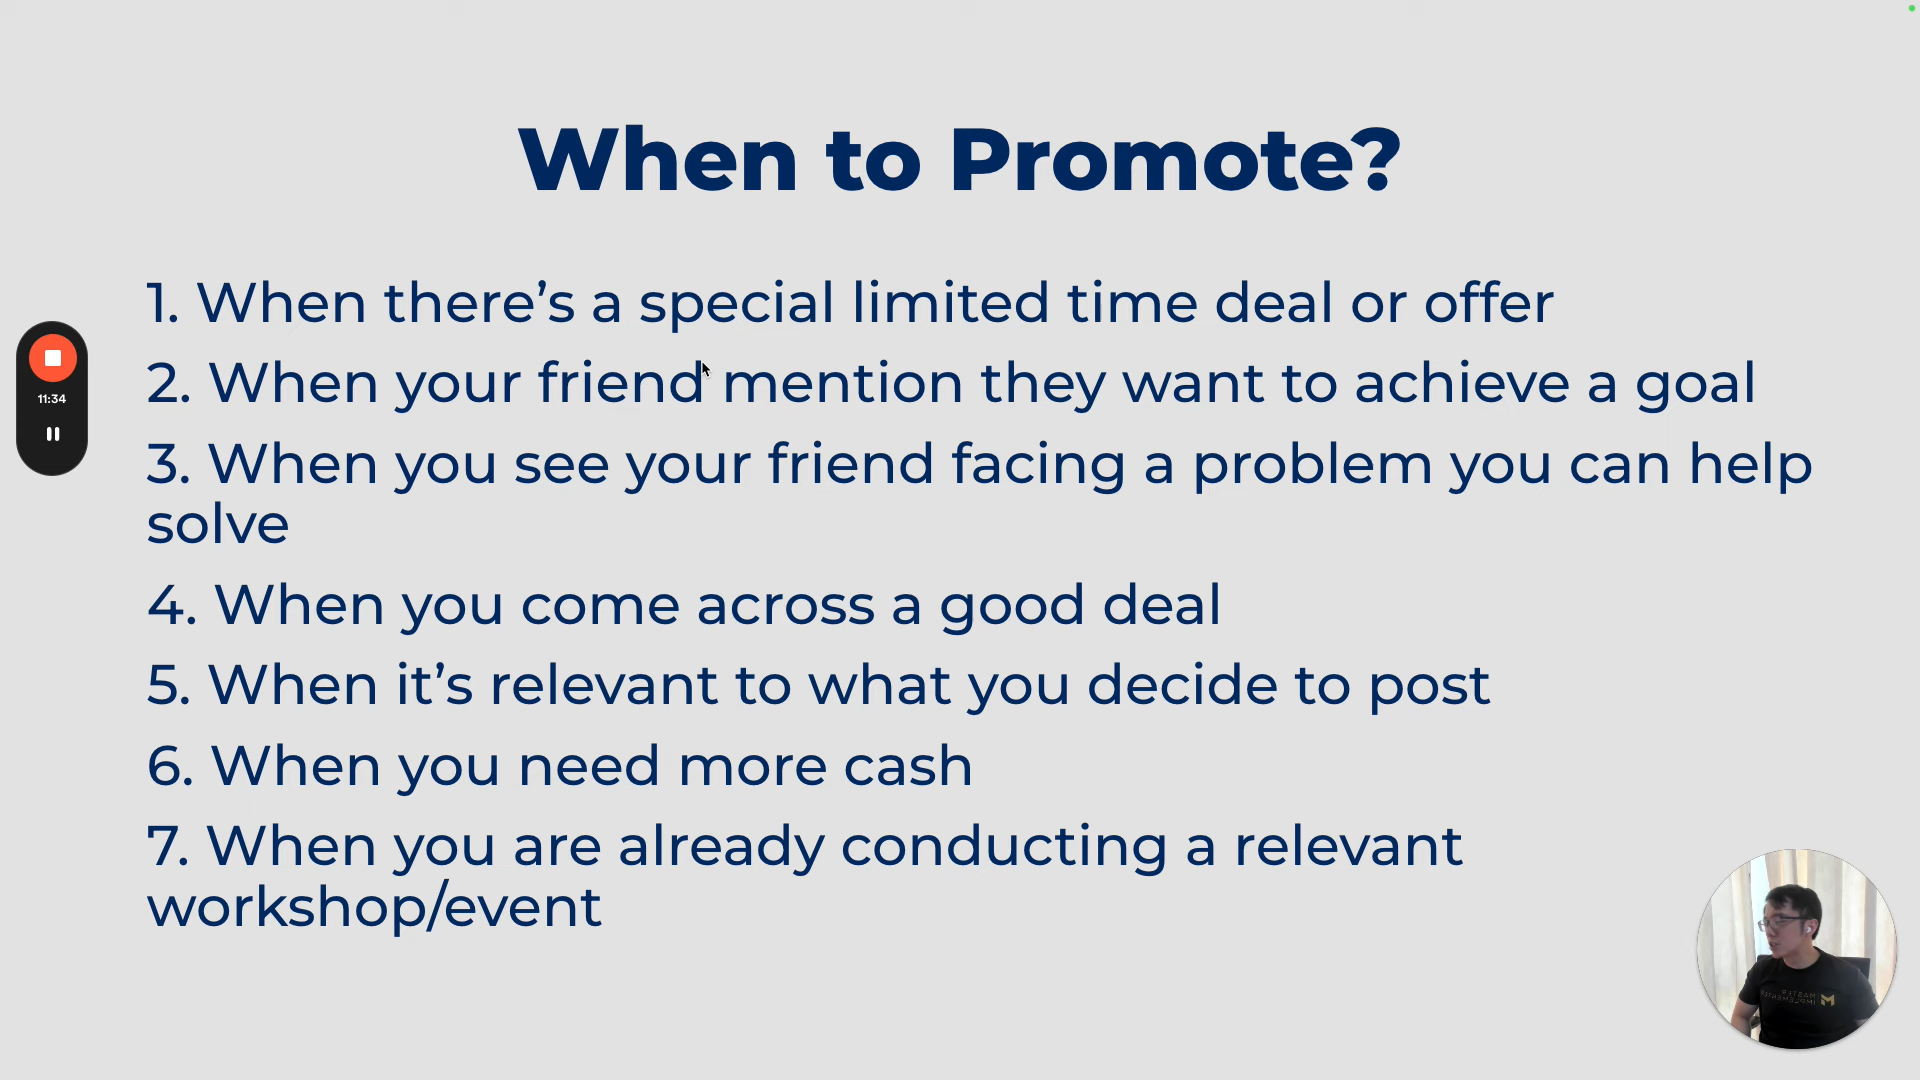 When to Promote?
1. When there’s a special limited time deal or offer
2. When your friend mention they want to achieve a goal
3. When you see your friend facing a problem you can help
solve
4. When you come across a good deal
5. When it’s relevant to what you decide to post
6. When you need more cash
7. When you are already conducting a relevant
workshop/event
11:34